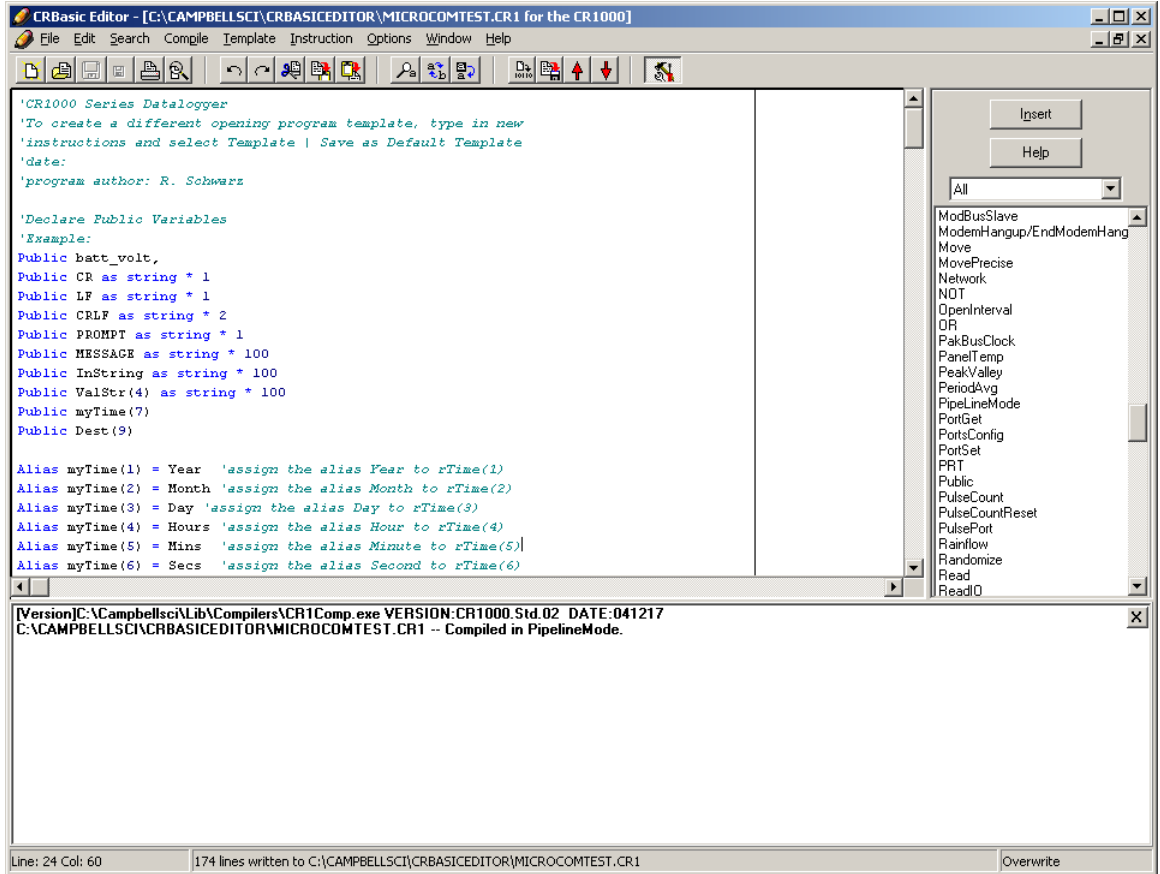 CRBasic Editor - [C:\CAMPBELLSCI\CRBASICEDITOR\MICROCOMTEST.CR1 for the CR1000]
File Edit Search Compile Template Instruction Options Window Help
'CR1000 Series Datalogger
'To create a different opening program template, type in new
'instructions and select Template | Save as Default Template
'date:
'program author: R. Schwarz
'Declare Public Variables
'Example:
Public batt_volt,
Public CR as string * 1
Public LF as string * 1
Public CRLF as string * 2
Public PROMPT as string * 1
Public MESSAGE as string * 100
Public InString as string * 100
Public ValStr(4) as string * 100
Public myTime(7)
Public Dest(9)
Alias myTime(1) = Year 'assign the alias Year to rTime(1)
Alias myTime(2) = Month 'assign the alias Month to rTime(2)
Alias myTime(3) = Day 'assign the alias Day to rTime(3)
Alias myTime(4) = Hours 'assign the alias Hour to rTime(4)
Alias myTime(5) = Mins 'assign the alias Minute to rTime(5)
Alias myTime(6) = Secs 'assign the alias Second to rTime(6)
Insert
Help
All
ModBusSlave
ModemHangup/EndModemHang
Move
MovePrecise
Network
NOT
OpenInterval
OR
PakBusClock
PanelTemp
PeakValley
PeriodAvg
PipeLineMode
PortGet
PortsConfig
PortSet
PRT
Public
PulseCount
PulseCountReset
PulsePort
Rainflow
Randomize
Read
ReadIO
[Version]C:\Campbellsci\Lib\Compilers\CR1Comp.exe VERSION:CR1000.Std.02 DATE:041217
C:\CAMPBELLSCI\CRBASICEDITOR\MICROCOMTEST.CR1 -- Compiled in PipelineMode.
Line: 24 Col: 60
174 lines written to C:\CAMPBELLSCI\CRBASICEDITOR\MICROCOMTEST.CR1
Overwrite